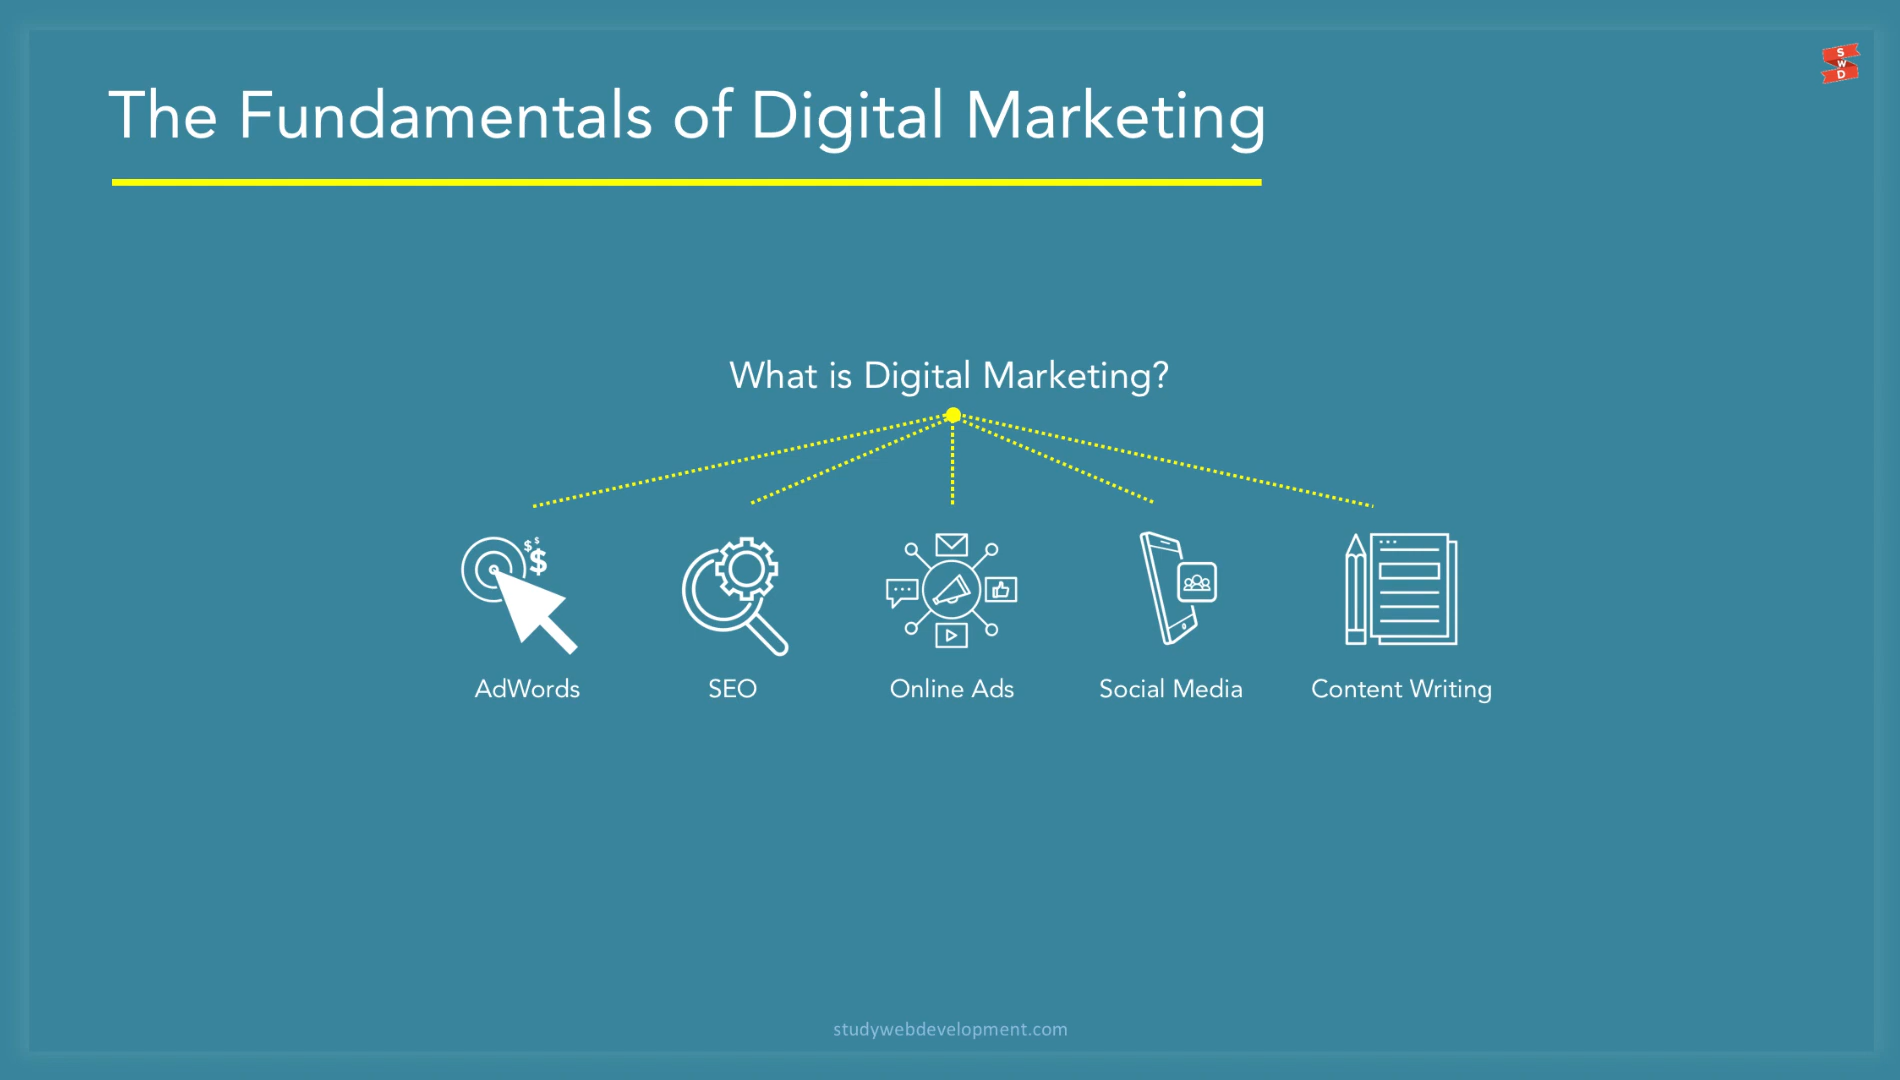 S
W
D
The Fundamentals of Digital Marketing
What is Digital Marketing?
$ $ $
AdWords
SEO
Online Ads
Social Media
Content Writing
studywebdevelopment.com